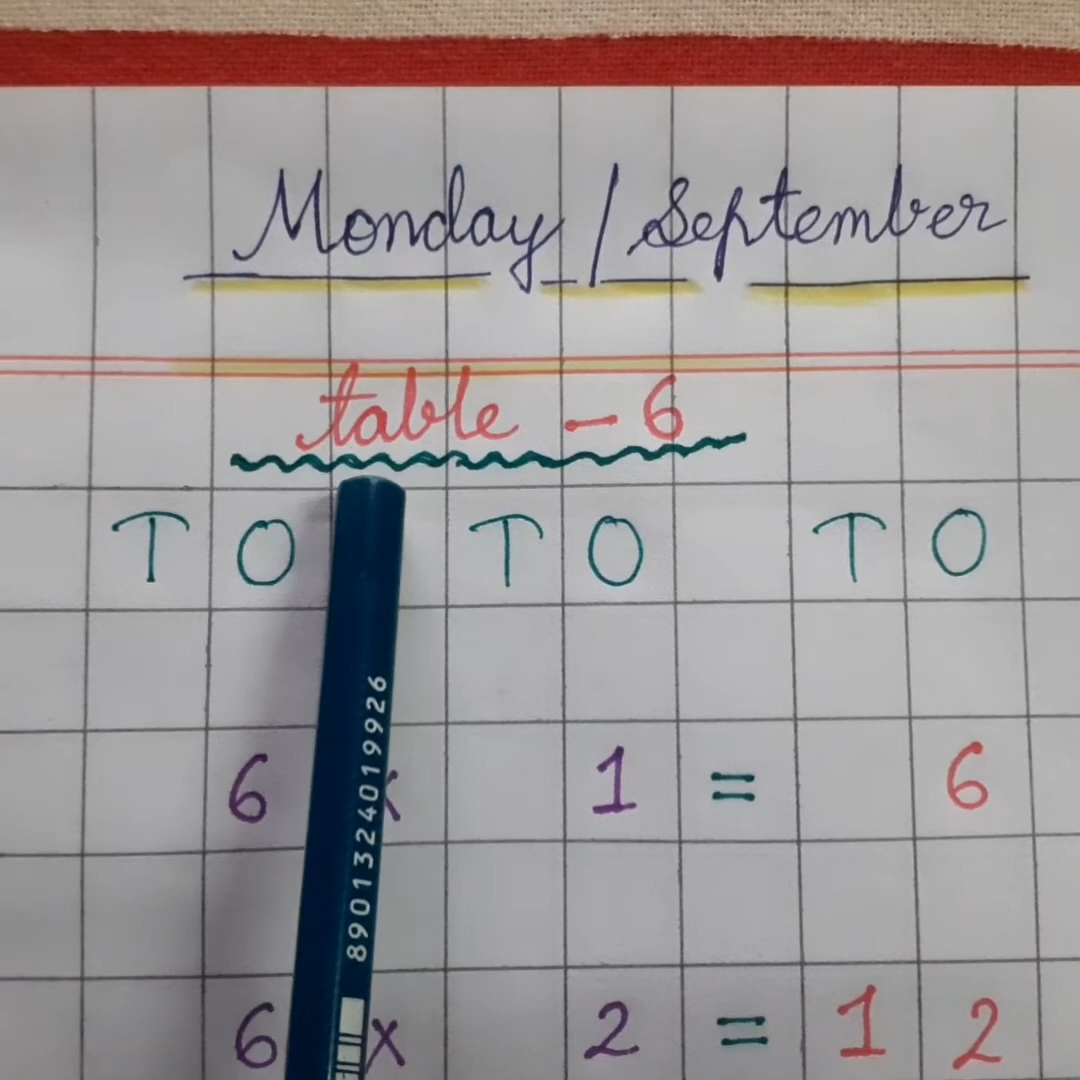 Monday / September
table - 6
T O T O T O
6 x 1 = 6
6 x 2 = 1 2
8901324019926